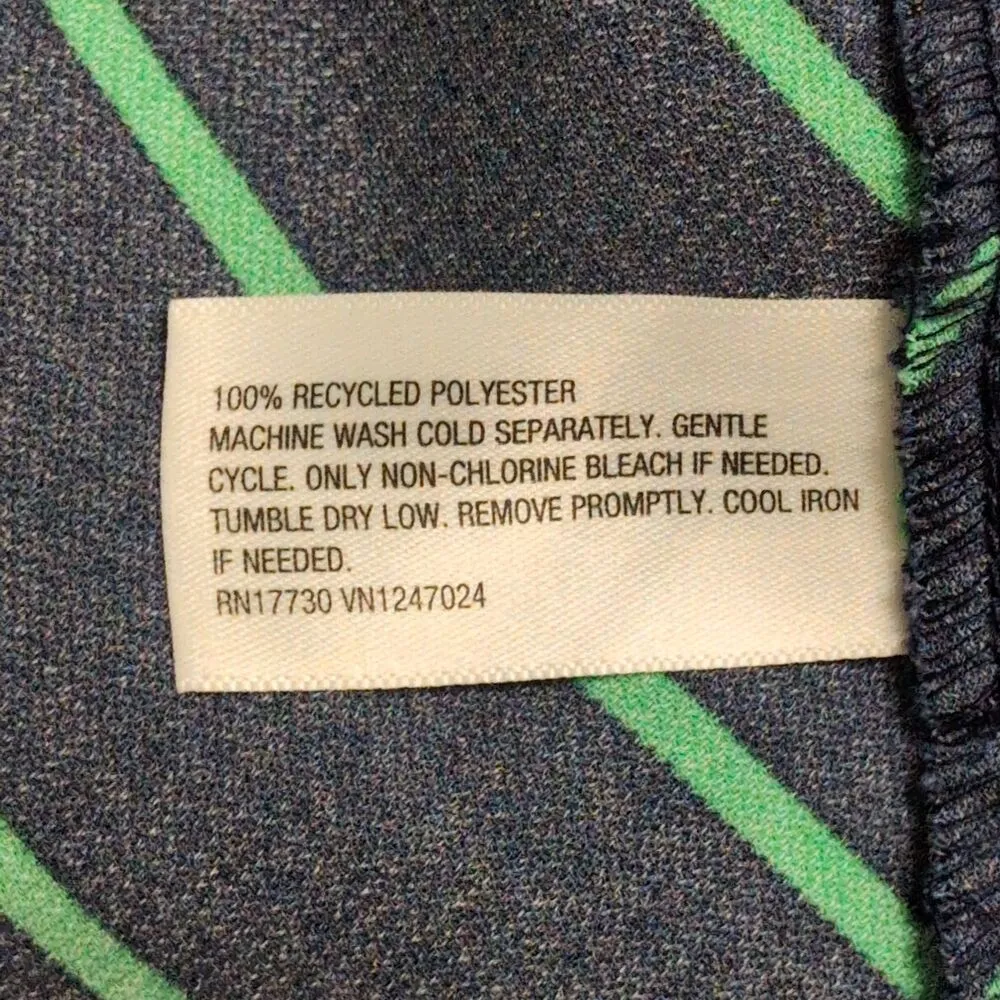 100% RECYCLED POLYESTER
MACHINE WASH COLD SEPARATELY. GENTLE
CYCLE. ONLY NON-CHLORINE BLEACH IF NEEDED.
TUMBLE DRY LOW. REMOVE PROMPTLY. COOL IRON
IF NEEDED.
RN17730 VN1247024